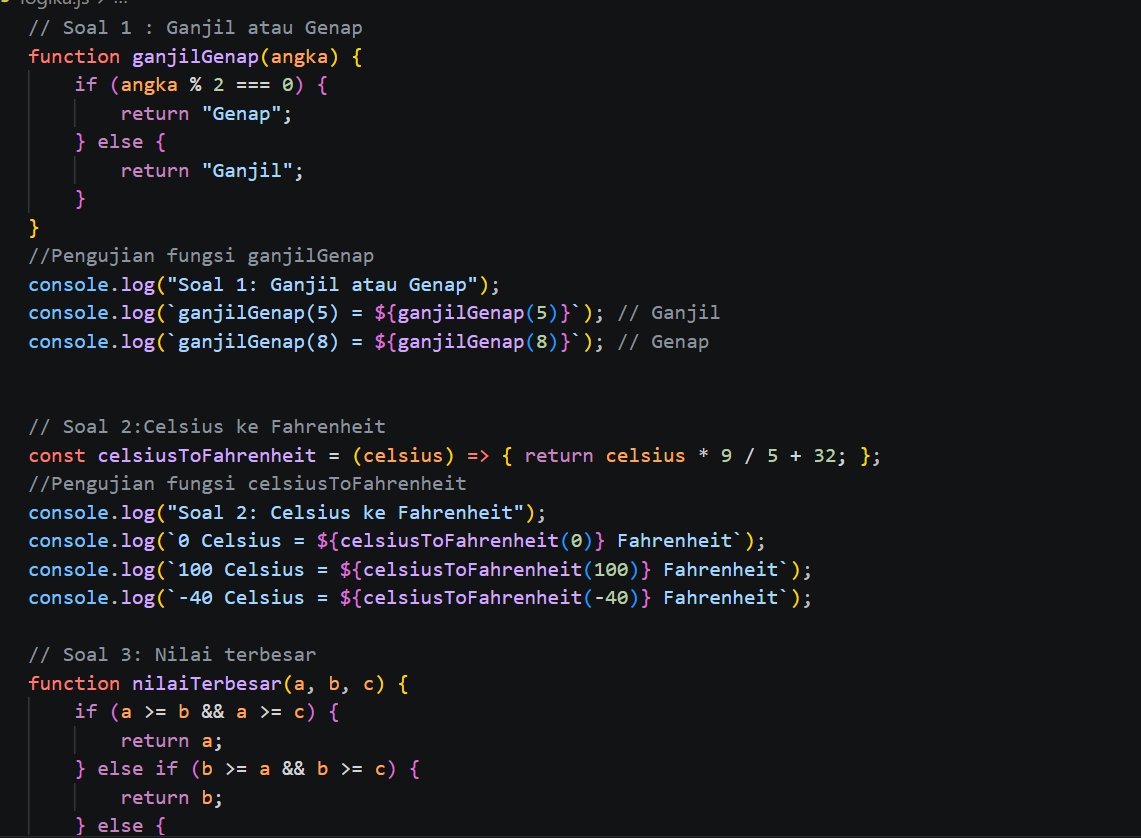 logika.js > ...
// Soal 1 : Ganjil atau Genap
function ganjilGenap(angka) {
    if (angka % 2 === 0) {
        return "Genap";
    } else {
        return "Ganjil";
    }
}
//Pengujian fungsi ganjilGenap
console.log("Soal 1: Ganjil atau Genap");
console.log(`ganjilGenap(5) = ${ganjilGenap(5)}`); // Ganjil
console.log(`ganjilGenap(8) = ${ganjilGenap(8)}`); // Genap
// Soal 2:Celsius ke Fahrenheit
const celsiusToFahrenheit = (celsius) => { return celsius * 9 / 5 + 32; };
//Pengujian fungsi celsiusToFahrenheit
console.log("Soal 2: Celsius ke Fahrenheit");
console.log(`0 Celsius = ${celsiusToFahrenheit(0)} Fahrenheit`);
console.log(`100 Celsius = ${celsiusToFahrenheit(100)} Fahrenheit`);
console.log(`-40 Celsius = ${celsiusToFahrenheit(-40)} Fahrenheit`);
// Soal 3: Nilai terbesar
function nilaiTerbesar(a, b, c) {
    if (a >= b && a >= c) {
        return a;
    } else if (b >= a && b >= c) {
        return b;
    } else {